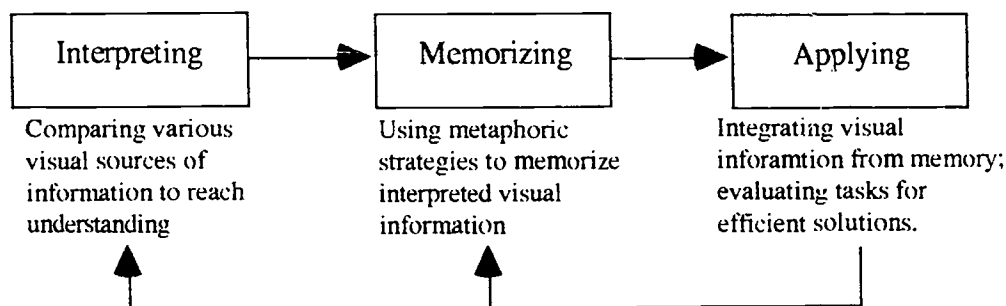 Interpreting
Comparing various
visual sources of
information to reach
understanding
Memorizing
Using metaphoric
strategies to memorize
interpreted visual
information
Applying
Integrating visual
inforamtion from memory;
evaluating tasks for
efficient solutions.